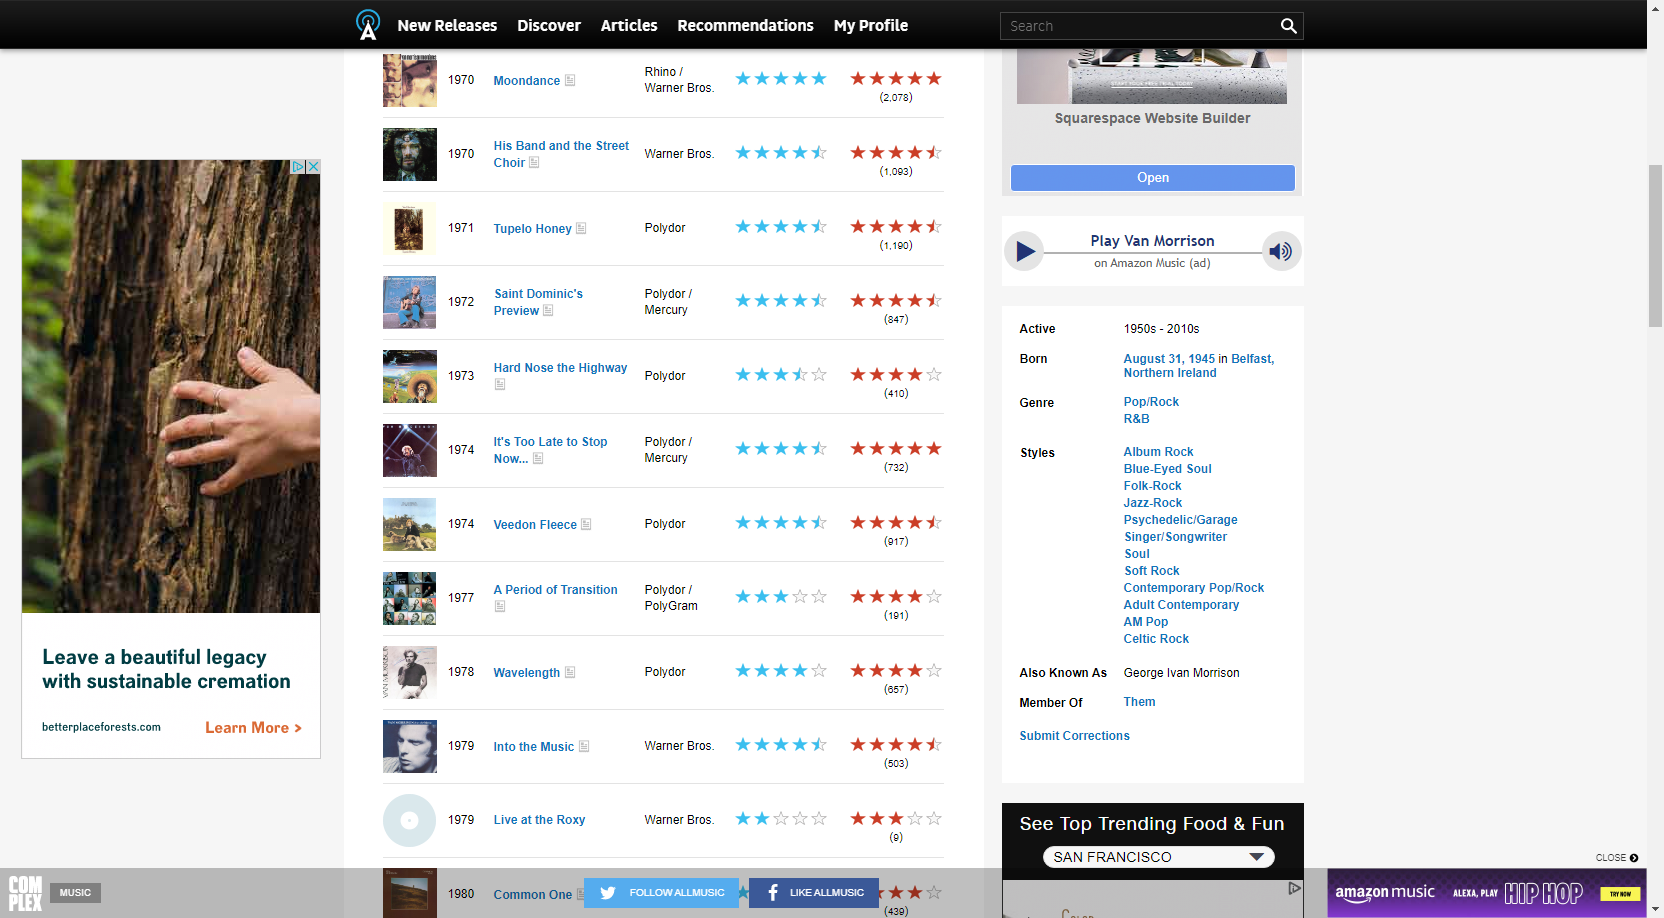 New Releases
Discover
Articles
Recommendations
My Profile
Search
1970
Moondance
Rhino /
Warner Bros.
(2,078)
1970
His Band and the Street
Choir
Warner Bros.
(1,093)
1971
Tupelo Honey
Polydor
(1,190)
1972
Saint Dominic's
Preview
Polydor /
Mercury
(847)
1973
Hard Nose the Highway
Polydor
(410)
1974
It's Too Late to Stop
Now...
Polydor /
Mercury
(732)
1974
Veedon Fleece
Polydor
(917)
1977
A Period of Transition
Polydor /
PolyGram
(191)
1978
Wavelength
Polydor
(657)
1979
Into the Music
Warner Bros.
(503)
1979
Live at the Roxy
Warner Bros.
(9)
1980
Common One
(439)
Leave a beautiful legacy
with sustainable cremation
betterplaceforests.com
Learn More >
Squarespace Website Builder
Open
Play Van Morrison
on Amazon Music (ad)
Active
1950s - 2010s
Born
August 31, 1945 in Belfast,
Northern Ireland
Genre
Pop/Rock
R&B
Styles
Album Rock
Blue-Eyed Soul
Folk-Rock
Jazz-Rock
Psychedelic/Garage
Singer/Songwriter
Soul
Soft Rock
Contemporary Pop/Rock
Adult Contemporary
AM Pop
Celtic Rock
Also Known As
George Ivan Morrison
Member Of
Them
Submit Corrections
See Top Trending Food & Fun
SAN FRANCISCO
CLOSE
COM
PLEX
MUSIC
FOLLOW ALLMUSIC
LIKE ALLMUSIC
amazon music
ALEXA, PLAY
HIP HOP
TRY NOW